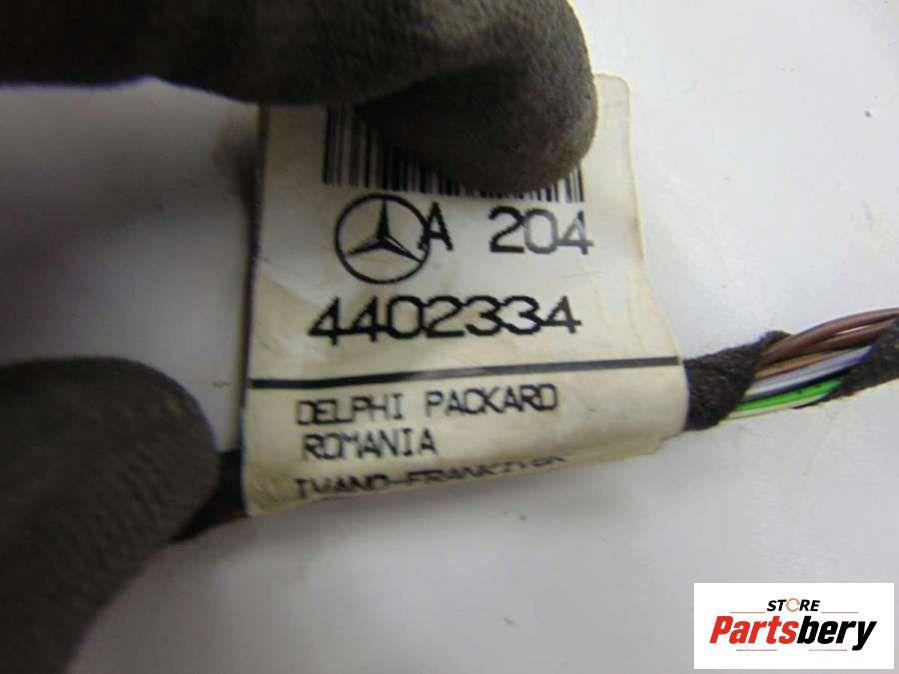 A 204
4402334
DELPHI PACKARD
ROMANIA
STORE
Partsbery